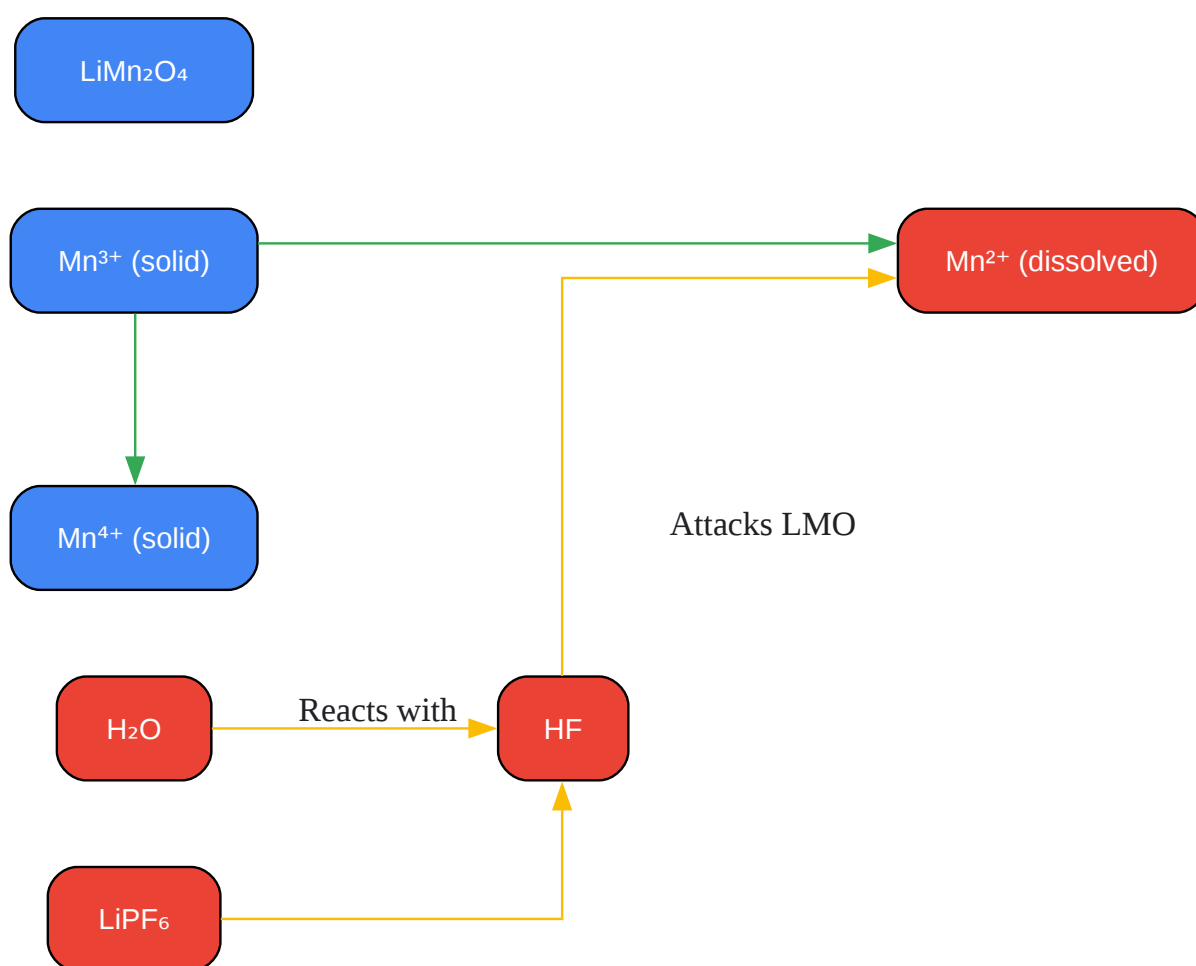 LiMn₂O₄
Mn³⁺ (solid)
Mn²⁺ (dissolved)
Attacks LMO
Mn⁴⁺ (solid)
Reacts with
H₂O
HF
LiPF₆